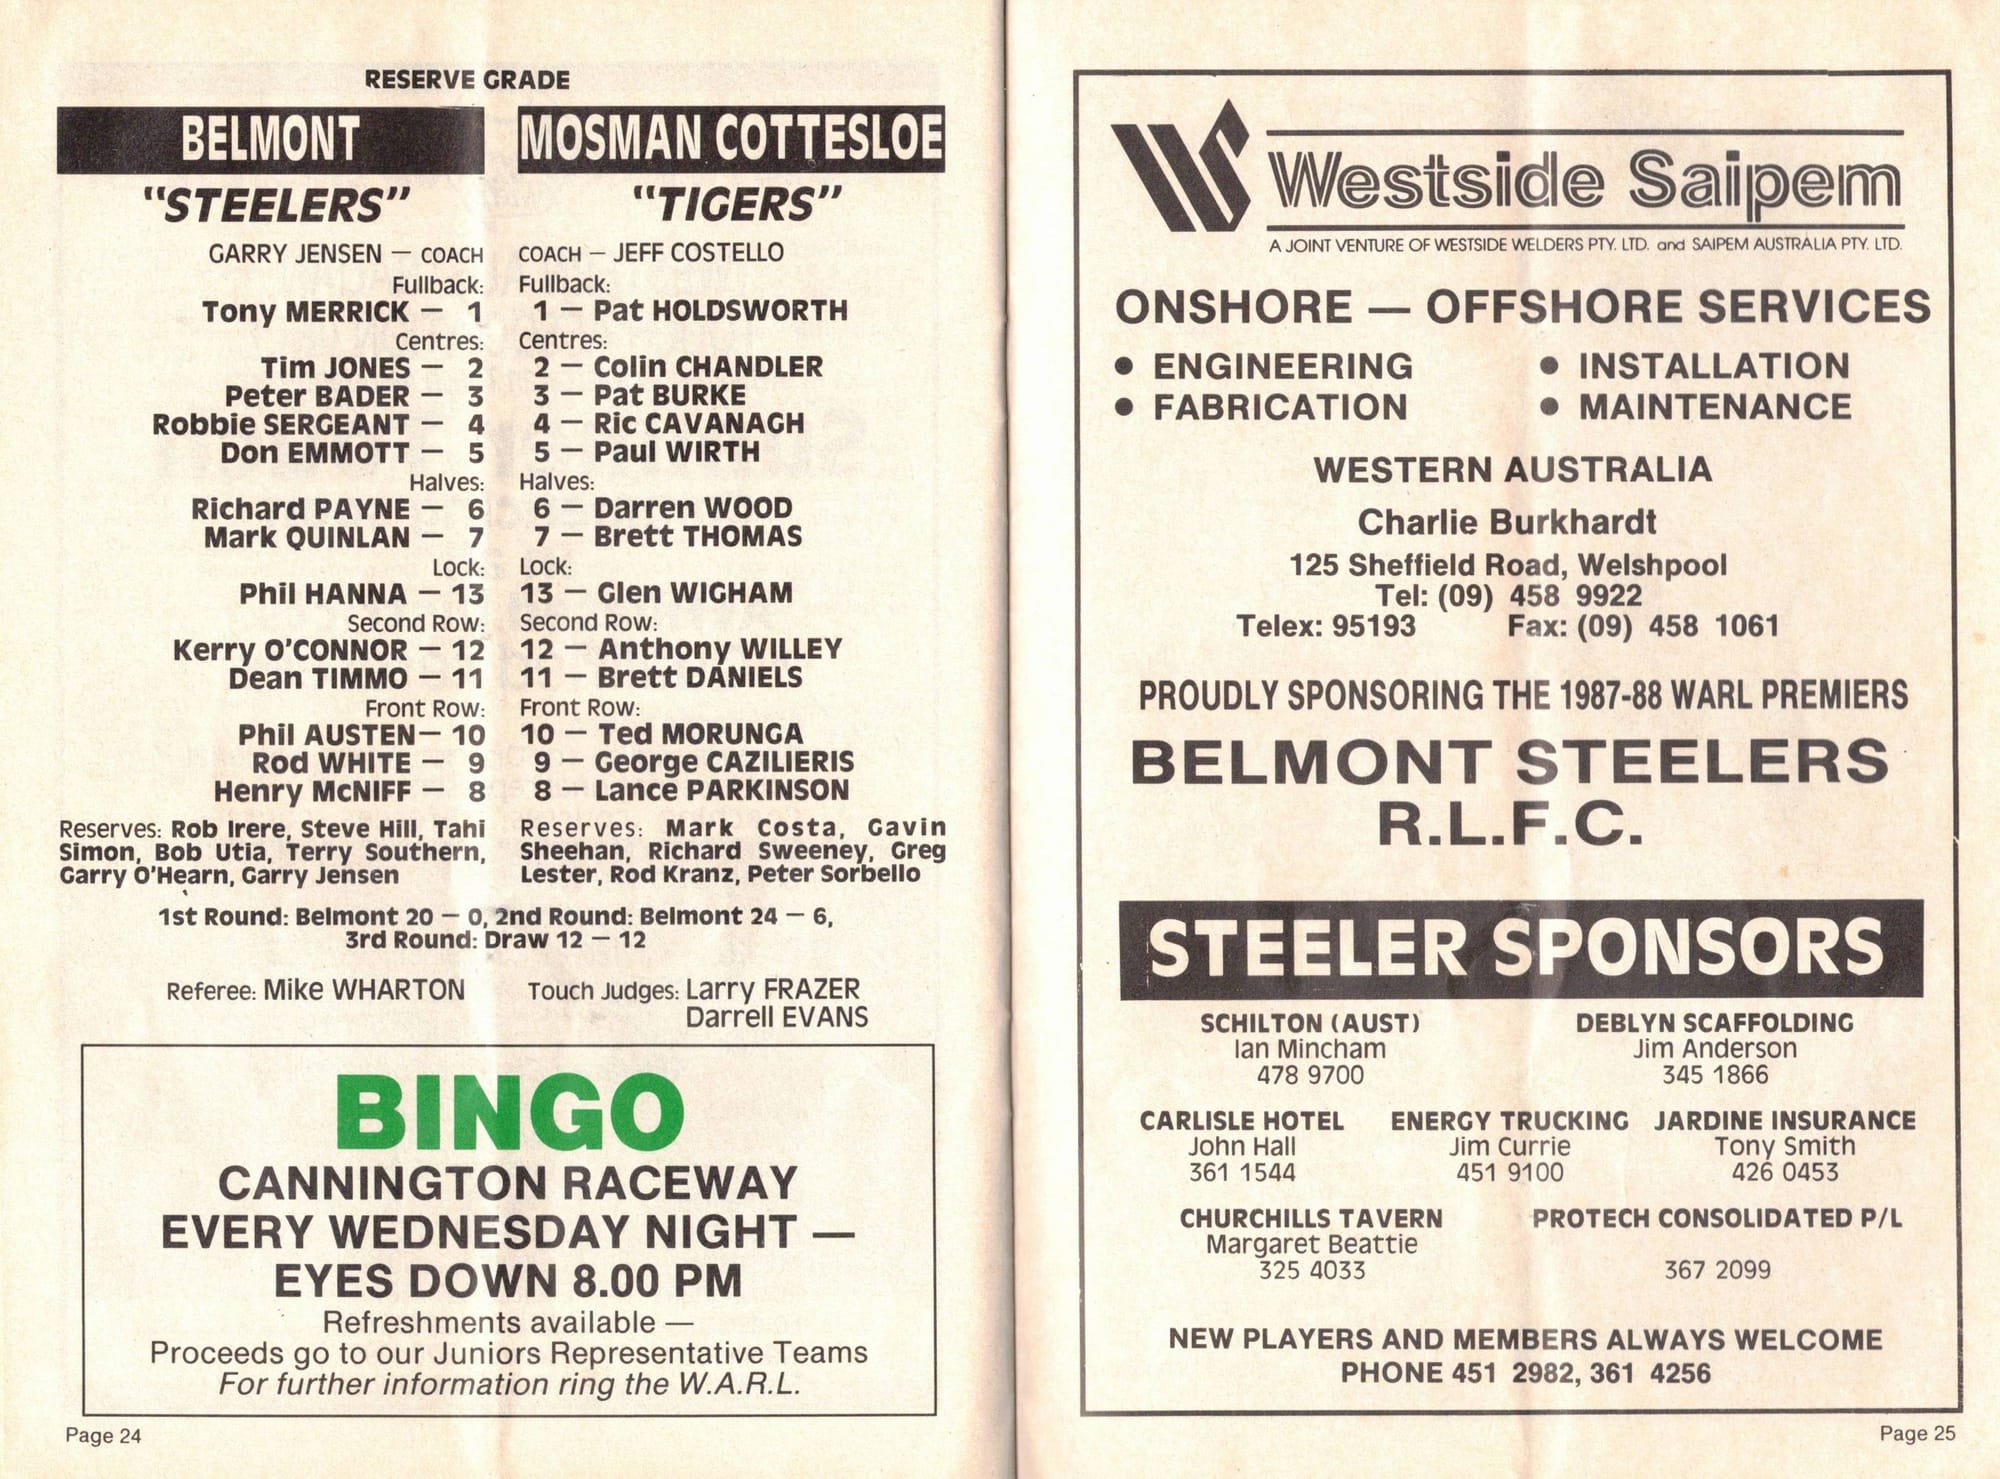 RESERVE GRADE
BELMONT
"STEELERS"
GARRY JENSEN — COACH
Fullback:
Tony MERRICK — 1
Centres:
Tim JONES — 2
Peter BADER — 3
Robbie SERGEANT — 4
Don EMMOTT — 5
Halves:
Richard PAYNE — 6
Mark QUINLAN — 7
Lock:
Phil HANNA — 13
Second Row:
Kerry O'CONNOR — 12
Dean TIMMO — 11
Front Row:
Phil AUSTEN— 10
Rod WHITE — 9
Henry McNIFF — 8
Reserves: Rob Irere, Steve Hill, Tahi
Simon, Bob Utia, Terry Southern,
Garry O'Hearn, Garry Jensen
MOSMAN COTTESLOE
"TIGERS"
COACH — JEFF COSTELLO
Fullback:
1 — Pat HOLDSWORTH
Centres:
2 — Colin CHANDLER
3 — Pat BURKE
4 — Ric CAVANAGH
5 — Paul WIRTH
Halves:
6 — Darren WOOD
7 — Brett THOMAS
Lock:
13 — Glen WIGHAM
Second Row:
12 — Anthony WILLEY
11 — Brett DANIELS
Front Row:
10 — Ted MORUNGA
9 — George CAZILIERIS
8 — Lance PARKINSON
Reserves: Mark Costa, Gavin
Sheehan, Richard Sweeney, Greg
Lester, Rod Kranz, Peter Sorbello
1st Round: Belmont 20 — 0, 2nd Round: Belmont 24 — 6,
3rd Round: Draw 12 — 12
Referee: Mike WHARTON
Touch Judges: Larry FRAZER
Darrell EVANS
BINGO
CANNINGTON RACEWAY
EVERY WEDNESDAY NIGHT —
EYES DOWN 8.00 PM
Refreshments available —
Proceeds go to our Juniors Representative Teams
For further information ring the W.A.R.L.
Page 24
WS
Westside Saipem
A JOINT VENTURE OF WESTSIDE WELDERS PTY. LTD. and SAIPEM AUSTRALIA PTY. LTD.
ONSHORE — OFFSHORE SERVICES
• ENGINEERING • INSTALLATION
• FABRICATION • MAINTENANCE
WESTERN AUSTRALIA
Charlie Burkhardt
125 Sheffield Road, Welshpool
Tel: (09) 458 9922
Telex: 95193 Fax: (09) 458 1061
PROUDLY SPONSORING THE 1987-88 WARL PREMIERS
BELMONT STEELERS
R.L.F.C.
STEELER SPONSORS
SCHILTON (AUST)
Ian Mincham
478 9700
DEBLYN SCAFFOLDING
Jim Anderson
345 1866
CARLISLE HOTEL
John Hall
361 1544
ENERGY TRUCKING
Jim Currie
451 9100
JARDINE INSURANCE
Tony Smith
426 0453
CHURCHILLS TAVERN
Margaret Beattie
325 4033
PROTECH CONSOLIDATED P/L
367 2099
NEW PLAYERS AND MEMBERS ALWAYS WELCOME
PHONE 451 2982, 361 4256
Page 25